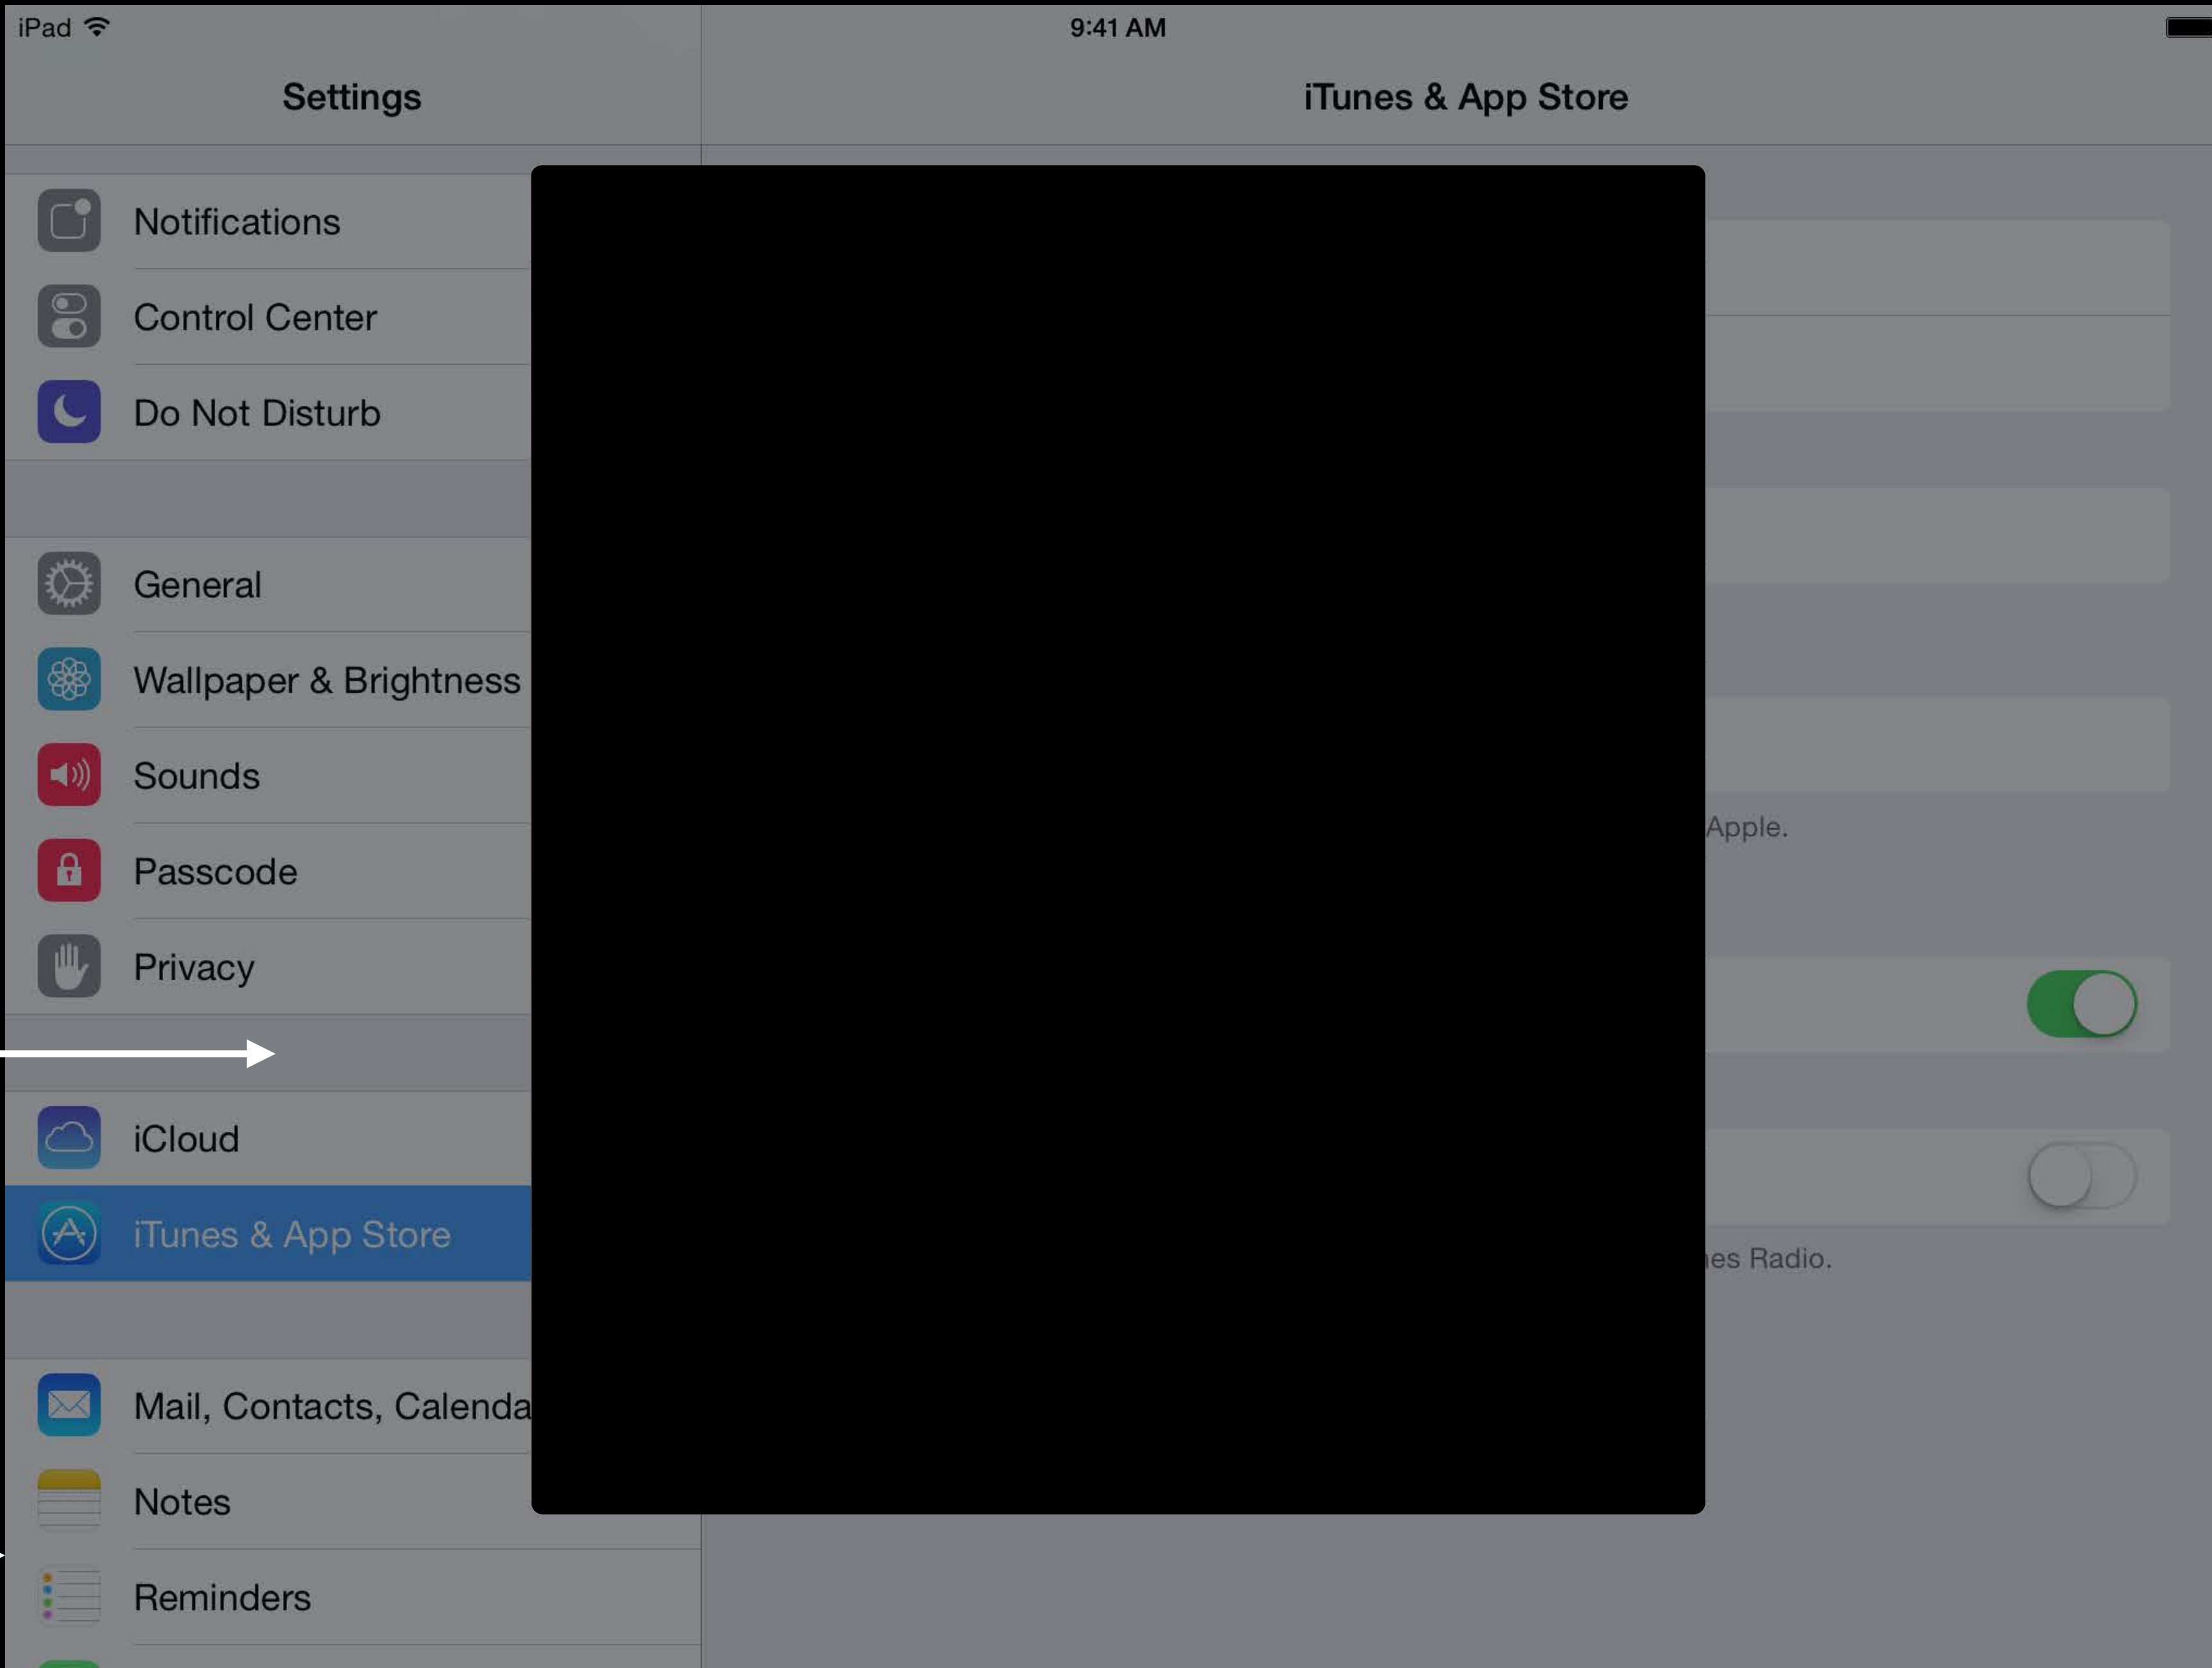 iPad
9:41 AM
Settings
iTunes & App Store
Notifications
Control Center
Do Not Disturb
General
Wallpaper & Brightness
Sounds
Passcode
Privacy
iCloud
iTunes & App Store
Mail, Contacts, Calenda
Notes
Reminders
Apple.
es Radio.